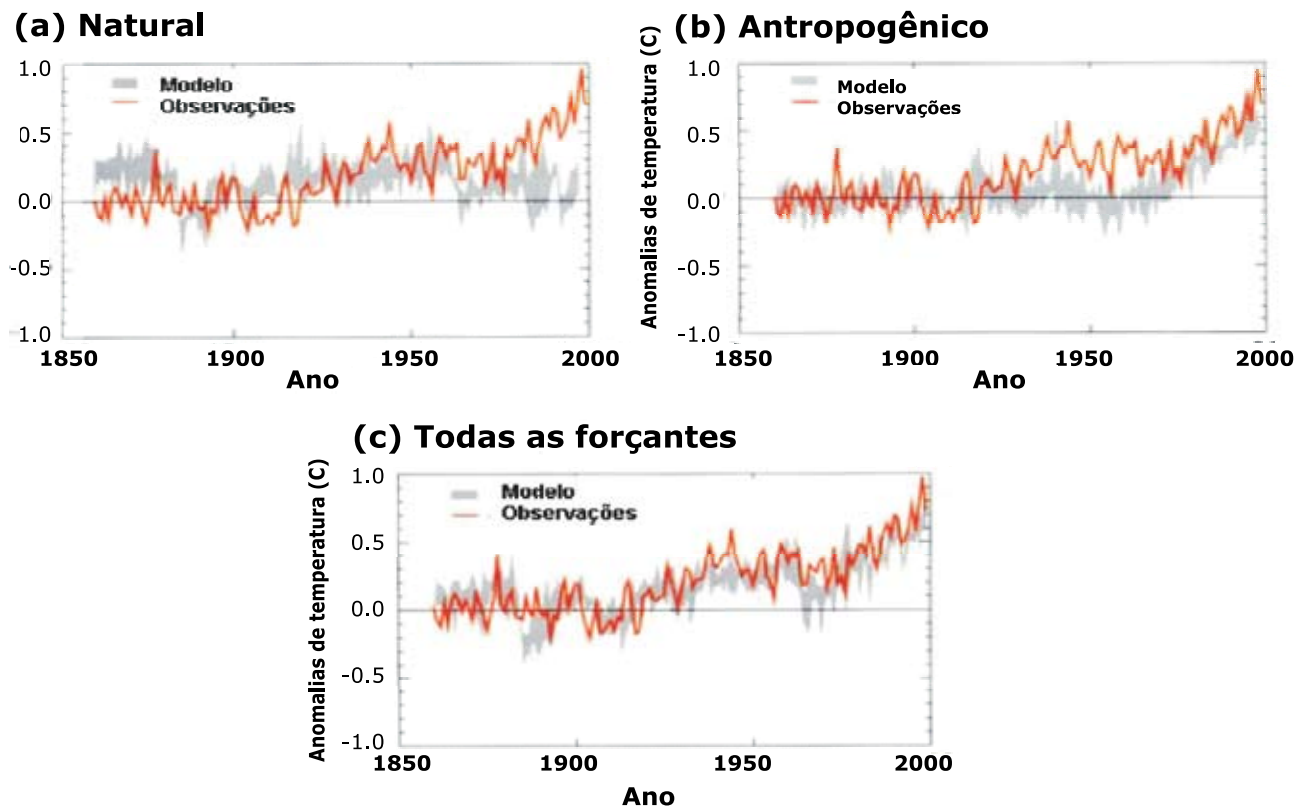 (a) Natural
1.0
0.5
0.0
-0.5
-1.0
Modelo
Observações
1850
1900
1950
2000
Ano
(b) Antropogênico
Anomalias de temperatura (C)
1.0
0.5
0.0
-0.5
-1.0
Modelo
Observações
1850
1900
1950
2000
Ano
(c) Todas as forçantes
Anomalias de temperatura (C)
1.0
0.5
0.0
-0.5
-1.0
Modelo
Observações
1850
1900
1950
2000
Ano